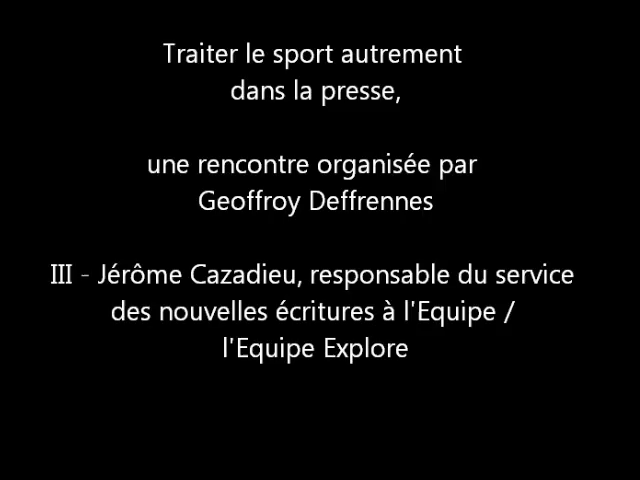 Traiter le sport autrement
dans la presse,
une rencontre organisée par
Geoffroy Deffrennes
III - Jérôme Cazadieu, responsable du service
des nouvelles écritures à l'Equipe /
l'Equipe Explore